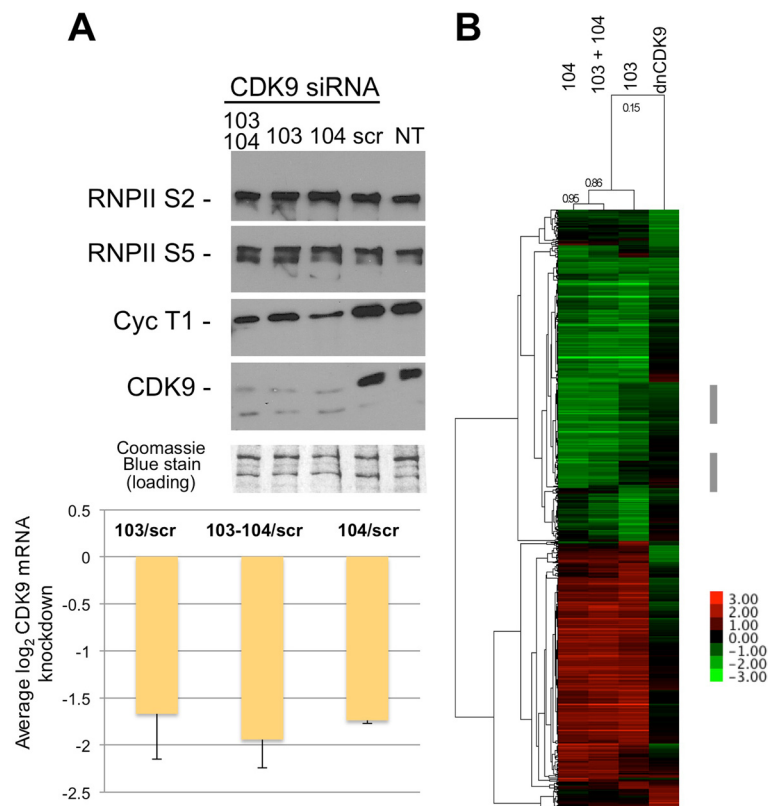 A
CDK9 siRNA
103
104 103 104 scr NT
RNPII S2 -
RNPII S5 -
Cyc T1 -
CDK9 -
Coomassie
Blue stain
(loading)
0.5
103/scr 103-104/scr 104/scr
0
-0.5
-1
-1.5
-2
-2.5
Average log2 CDK9 mRNA
knockdown
B
104
103 + 104
103
dnCDK9
0.15
0.86
0.95
3.00
2.00
1.00
0.00
-1.00
-2.00
-3.00